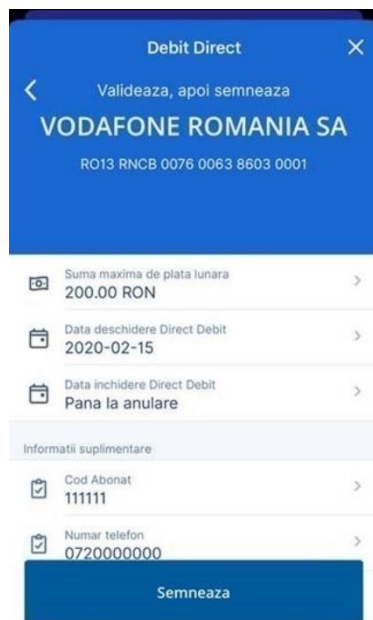 Debit Direct
Valideaza, apoi semneaza
VODAFONE ROMANIA SA
RO13 RNCB 0076 0063 8603 0001
Suma maxima de plata lunara
200.00 RON
Data deschidere Direct Debit
2020-02-15
Data inchidere Direct Debit
Pana la anulare
Informatii suplimentare
Cod Abonat
111111
Numar telefon
0720000000
Semneaza